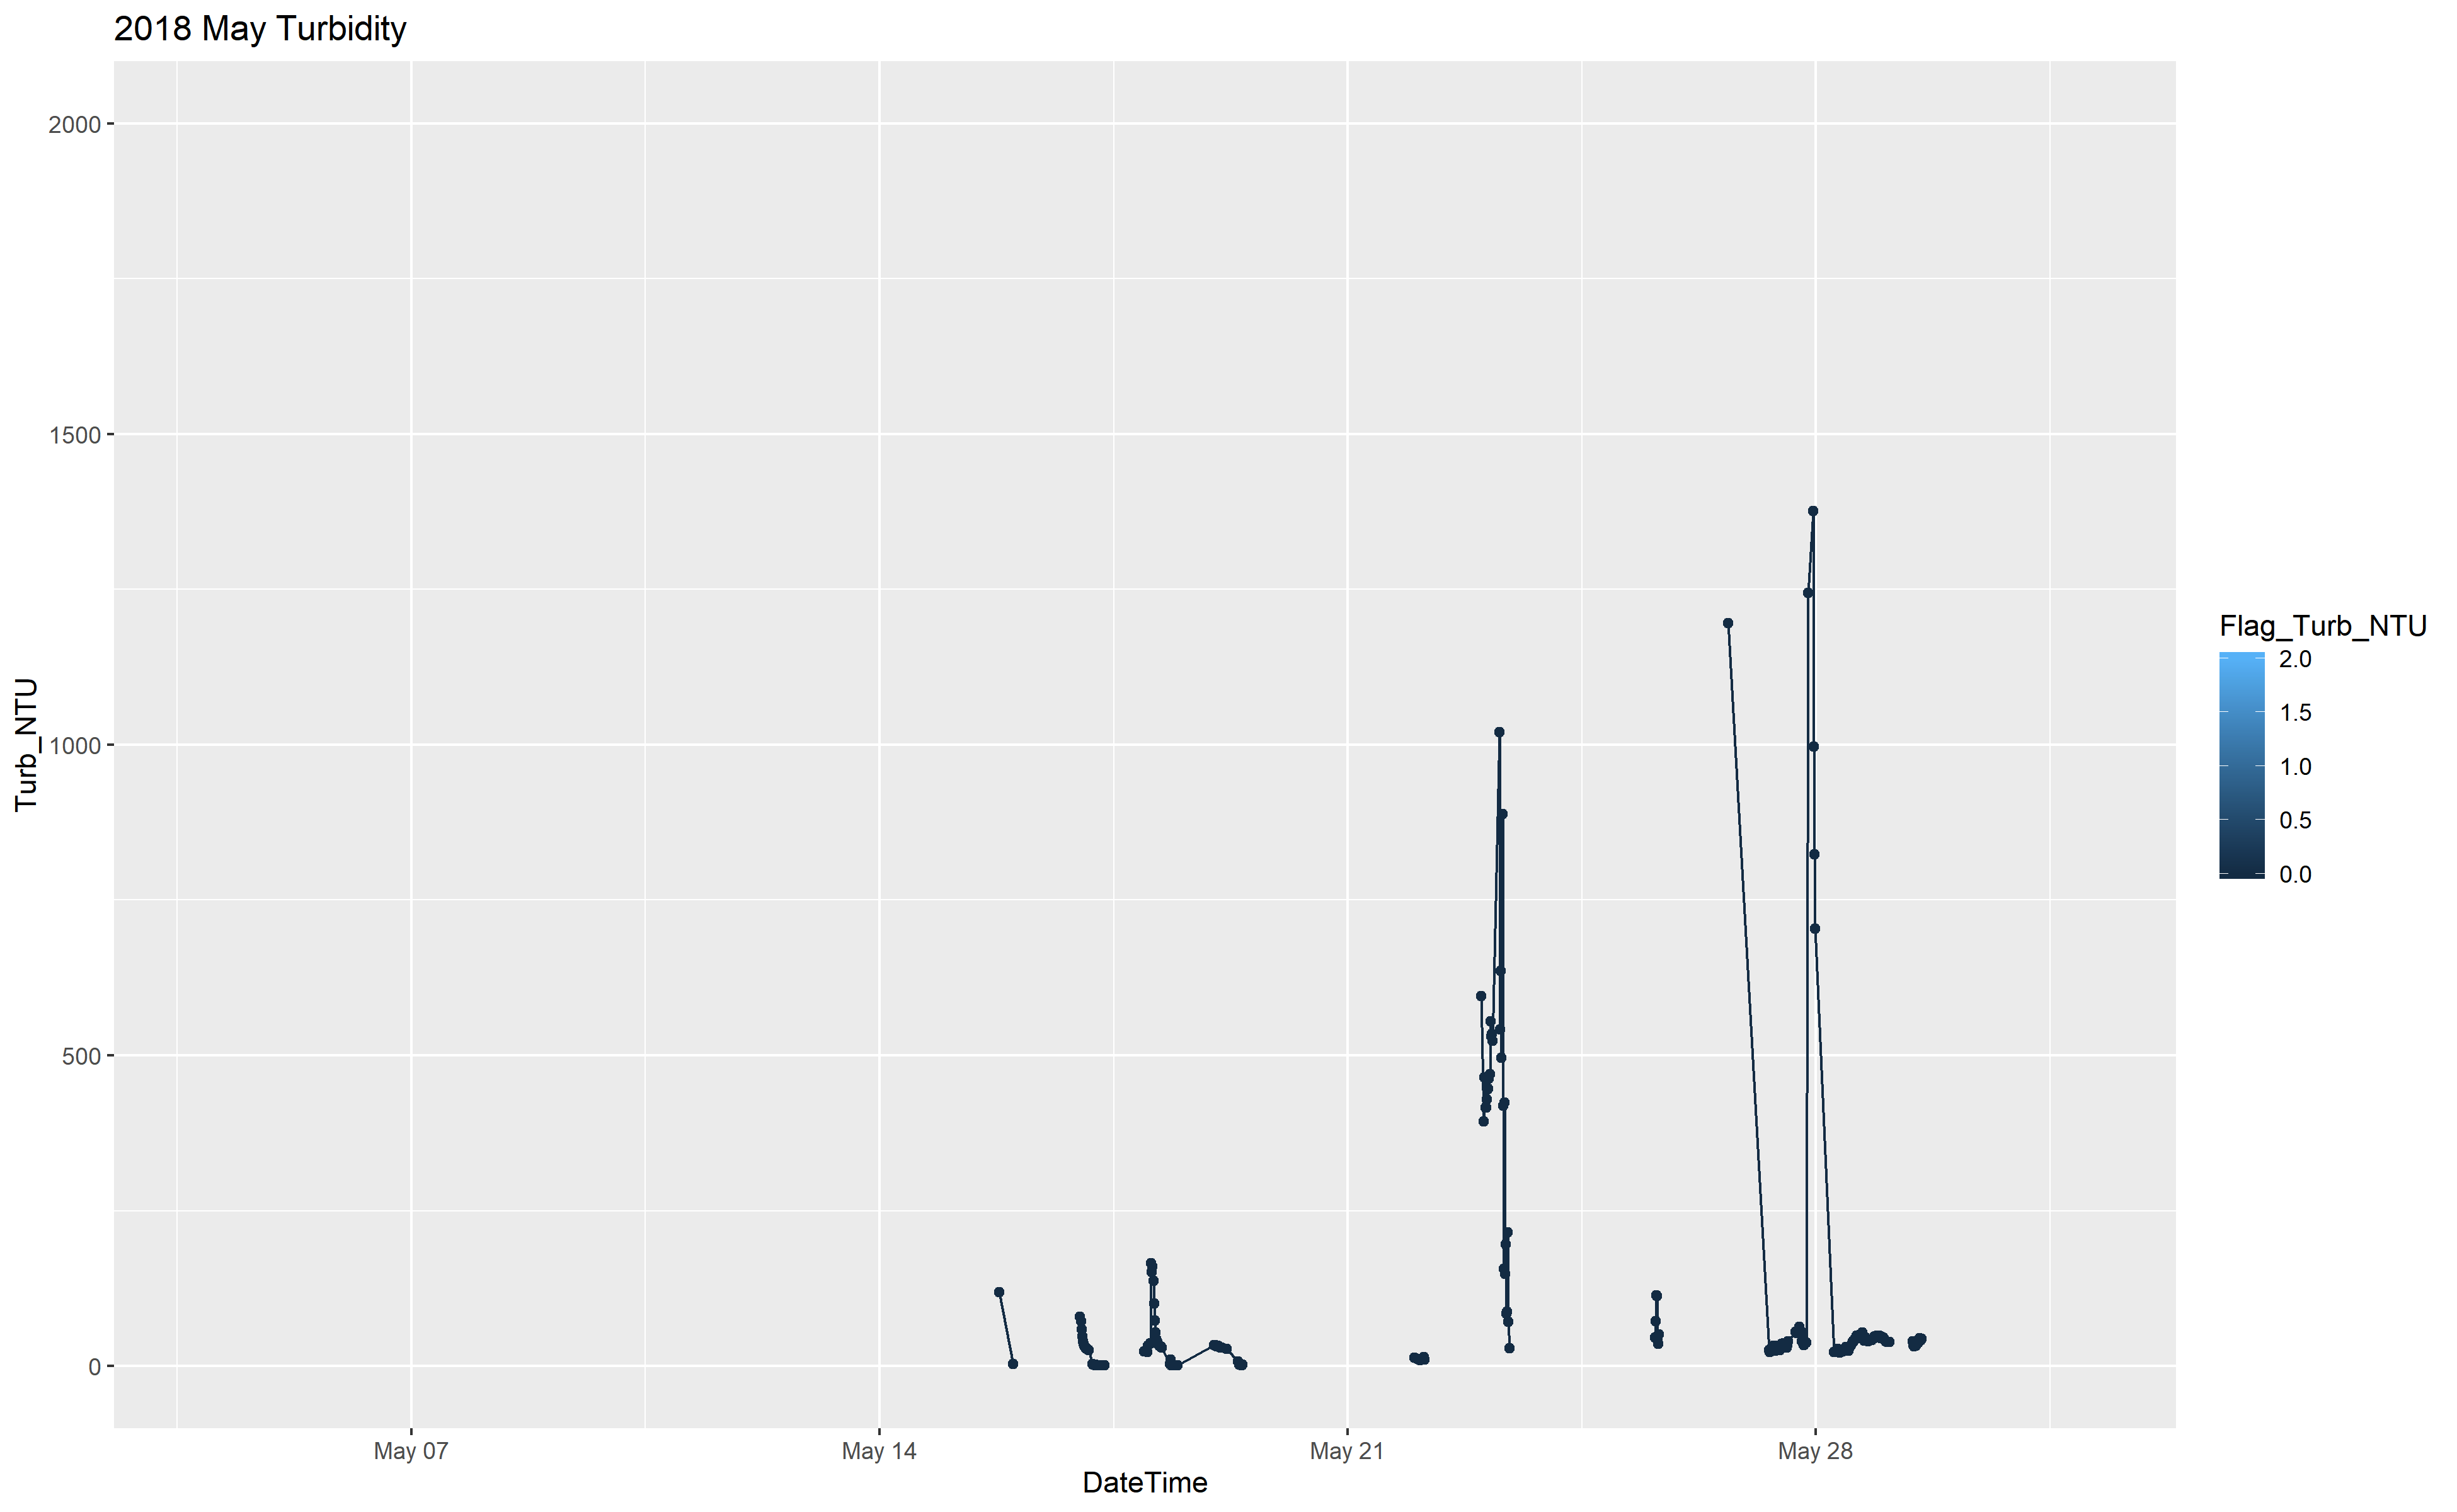 2018 May Turbidity
Turb_NTU
2000
1500
1000
500
0
May 07
May 14
May 21
May 28
DateTime
Flag_Turb_NTU
2.0
1.5
1.0
0.5
0.0